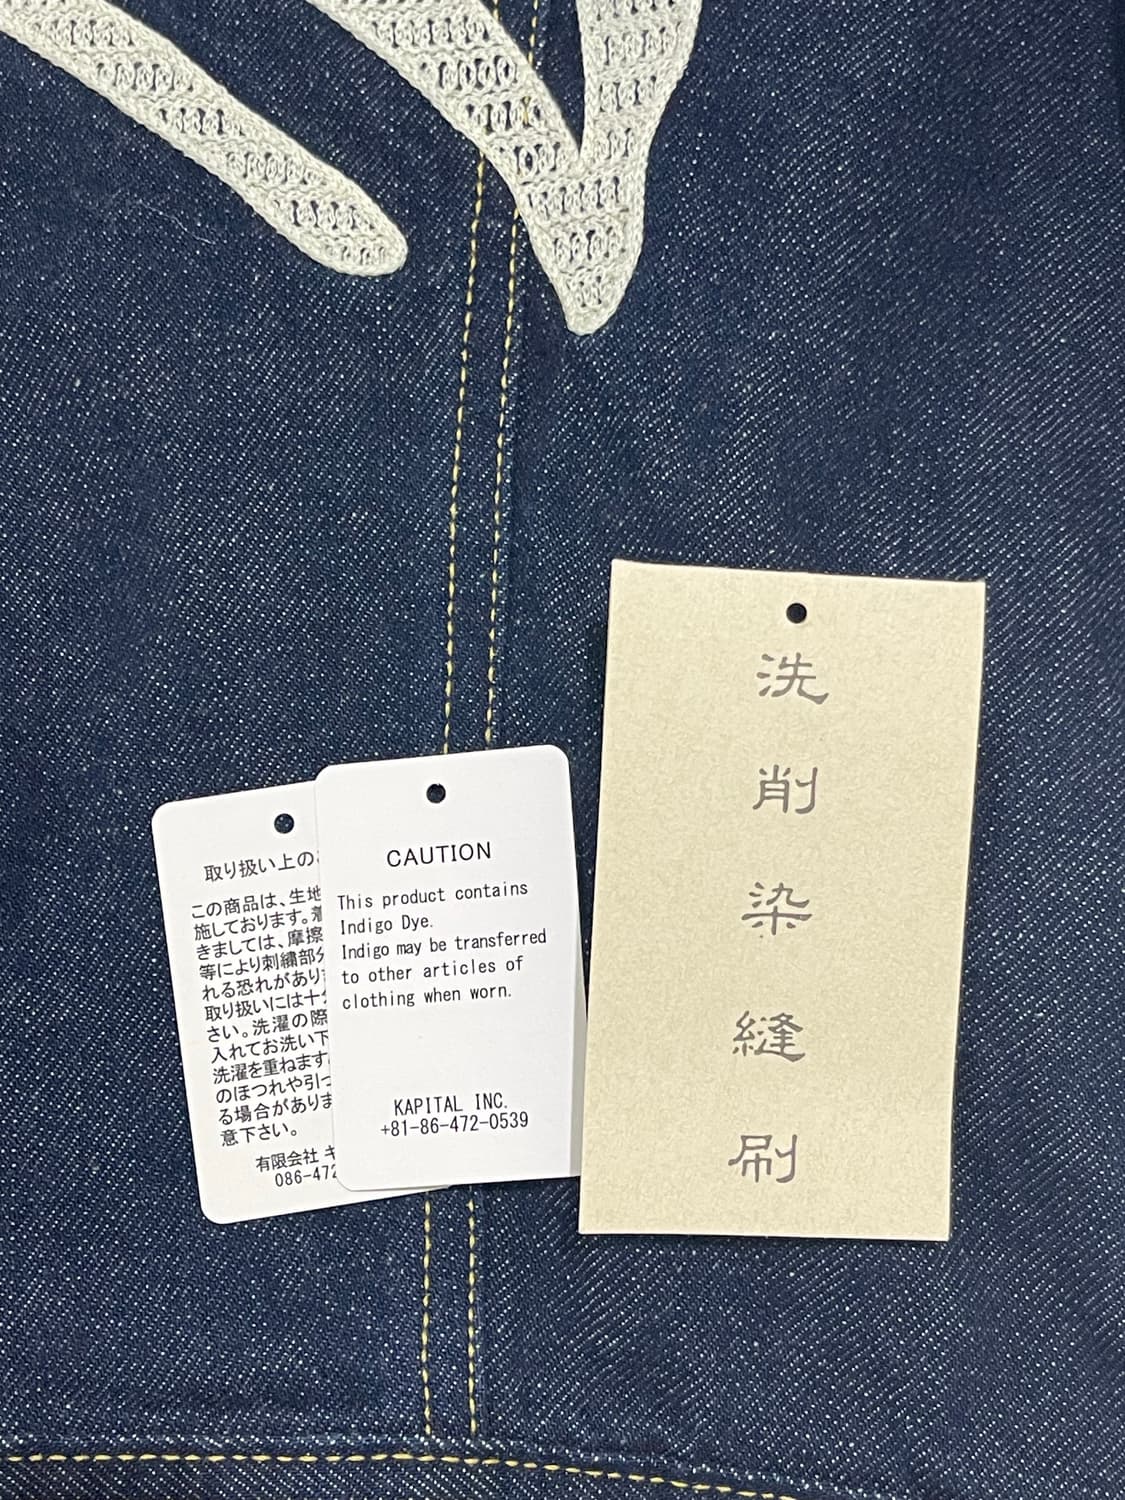 取り扱い上の
この商品は、生地
施しております。着
きましては、摩擦
等により刺繍部分
れる恐れがあり
取り扱いには十分
さい。洗濯の際
入れてお洗い下
洗濯を重ねます
のほつれや引っ
る場合がありま
意下さい。
有限会社 キ
086-472
CAUTION
This product contains
Indigo Dye.
Indigo may be transferred
to other articles of
clothing when worn.
KAPITAL INC.
+81-86-472-0539
洗
削
染
縫
刷